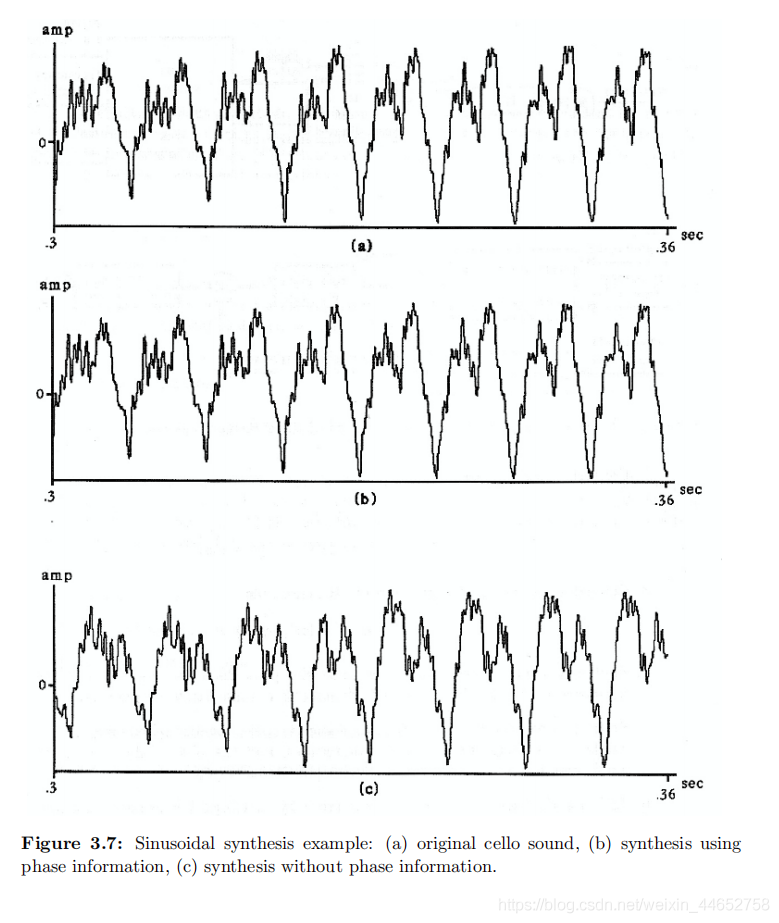 amp
0
.3
(a)
.36
sec
amp
0
.3
(b)
.36
sec
amp
0
.3
(c)
.36
sec
Figure 3.7: Sinusoidal synthesis example: (a) original cello sound, (b) synthesis using
phase information, (c) synthesis without phase information.
https://blog.csdn.net/weixin_44652758